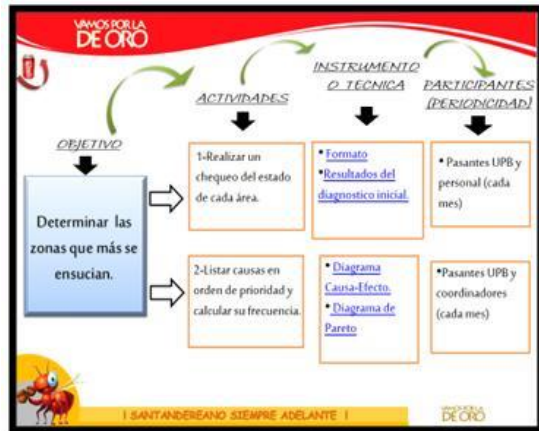 VAMOS POR LA
DE ORO
INSTRUMENTO
O TECNICA
PARTICIPANTES
(PERIODICIDAD)
ACTIVIDADES
OBJETIVO
Determinar las
zonas que más se
ensucian.
1-Realizar un
chequeo del estado
de cada área.
• Formato
•Resultados del
diagnostico inicial.
• Pasantes UPB y
personal (cada
mes)
2-Listar causas en
orden de prioridad y
calcular su frecuencia.
• Diagrama
Causa-Efecto.
• Diagrama de
Pareto
•Pasantes UPB y
coordinadores
(cada mes)
! SANTANDEREANO SIEMPRE ADELANTE !
VAMOS POR LA
DE ORO